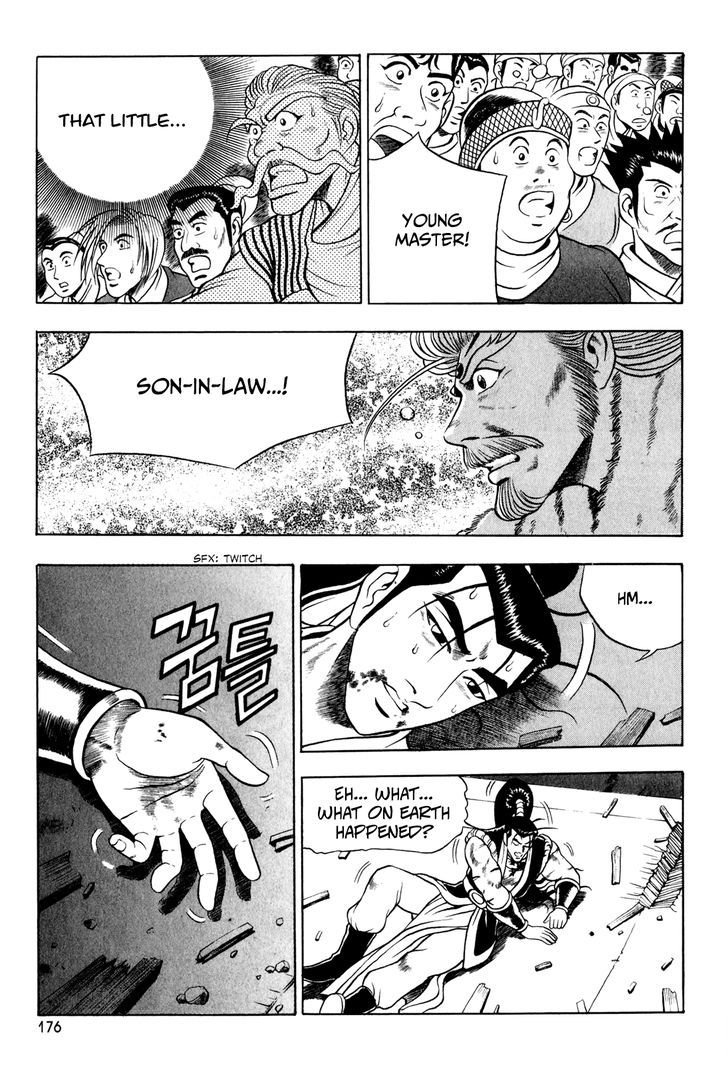 THAT LITTLE...
YOUNG
MASTER!
SON-IN-LAW...!
SFX: TWITCH
꿈틀
HM...
EH... WHAT...
WHAT ON EARTH
HAPPENED?
176